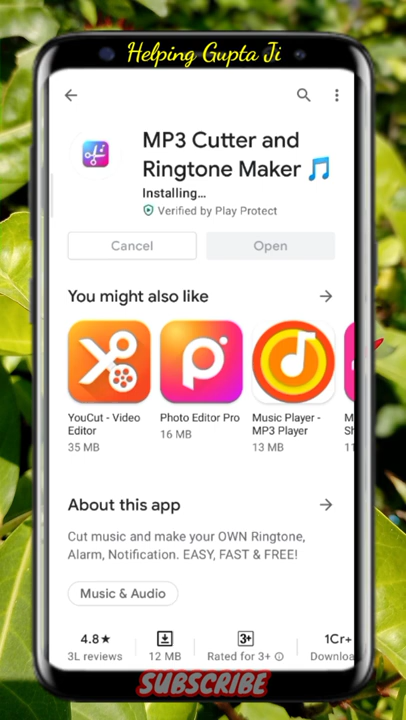 Helping Gupta Ji
MP3 Cutter and
Ringtone Maker
Installing...
Verified by Play Protect
Cancel
Open
You might also like
YouCut - Video
Editor
35 MB
Photo Editor Pro
16 MB
Music Player -
MP3 Player
13 MB
About this app
Cut music and make your OWN Ringtone,
Alarm, Notification. EASY, FAST & FREE!
Music & Audio
4.8★
3L reviews
12 MB
3+
Rated for 3+
1Cr+
SUBSCRIBE